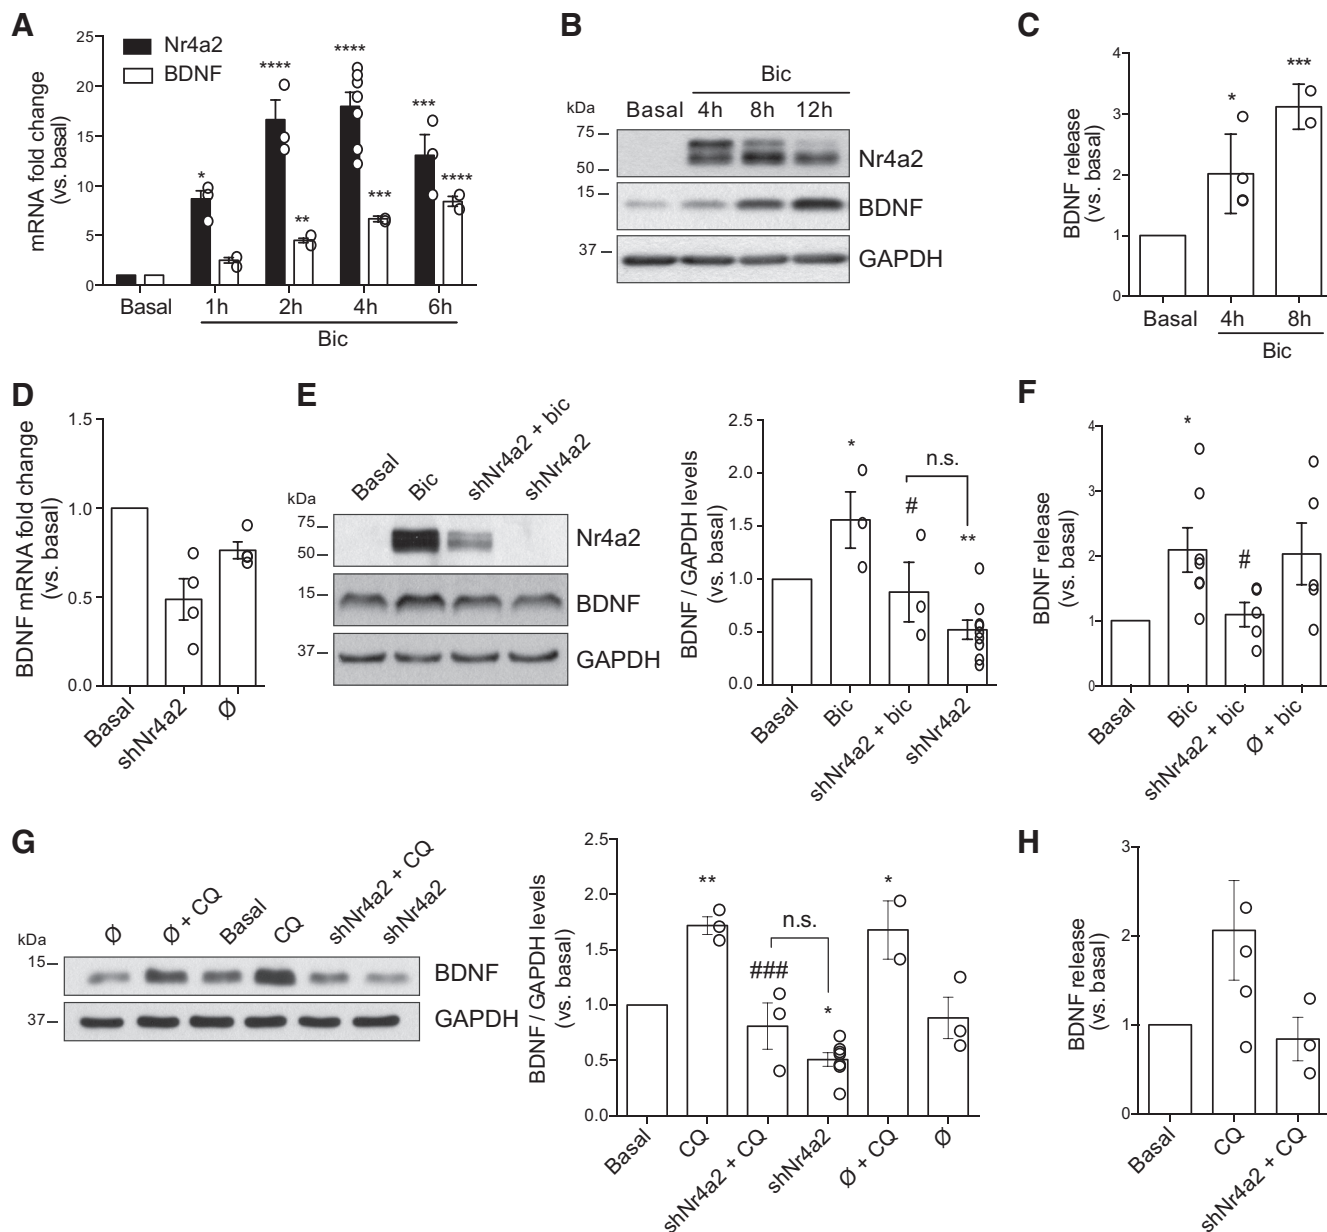 A
mRNA fold change
(vs. basal)
25
20
15
10
5
0
Nr4a2
BDNF
*
****
**
****
***
***
****
Basal
1h
2h
4h
6h
Bic
B
Bic
kDa
Basal
4h
8h
12h
75
50
Nr4a2
15
BDNF
37
GAPDH
C
BDNF release
(vs. basal)
4
3
2
1
0
*
***
Basal
4h
8h
Bic
D
BDNF mRNA fold change
(vs. basal)
1.5
1.0
0.5
0.0
Basal
shNr4a2
Ø
E
Basal
Bic
shNr4a2 + bic
shNr4a2
kDa
75
50
Nr4a2
15
BDNF
37
GAPDH
BDNF / GAPDH levels
(vs. basal)
2.5
2.0
1.5
1.0
0.5
0.0
*
n.s.
#
**
Basal
Bic
shNr4a2 + bic
shNr4a2
F
BDNF release
(vs. basal)
4
3
2
1
0
*
#
Basal
Bic
shNr4a2 + bic
Ø + bic
G
Ø
Ø + CQ
Basal
CQ
shNr4a2 + CQ
shNr4a2
kDa
15
BDNF
37
GAPDH
BDNF / GAPDH levels
(vs. basal)
2.5
2.0
1.5
1.0
0.5
0.0
**
n.s.
###
*
*
Basal
CQ
shNr4a2 + CQ
shNr4a2
Ø + CQ
Ø
H
BDNF release
(vs. basal)
3
2
1
0
Basal
CQ
shNr4a2 + CQ